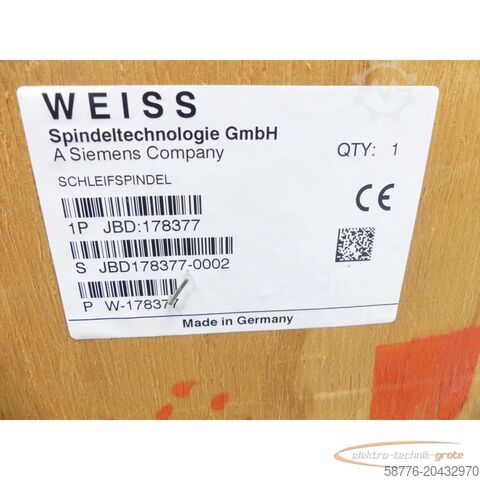 WEISS
Spindeltechnologie GmbH
A Siemens Company
QTY: 1
SCHLEIFSPINDEL
CE
1P JBD:178377
S JBD178377-0002
P W-178377
Made in Germany
elektro-technik-grote
58776-20432970